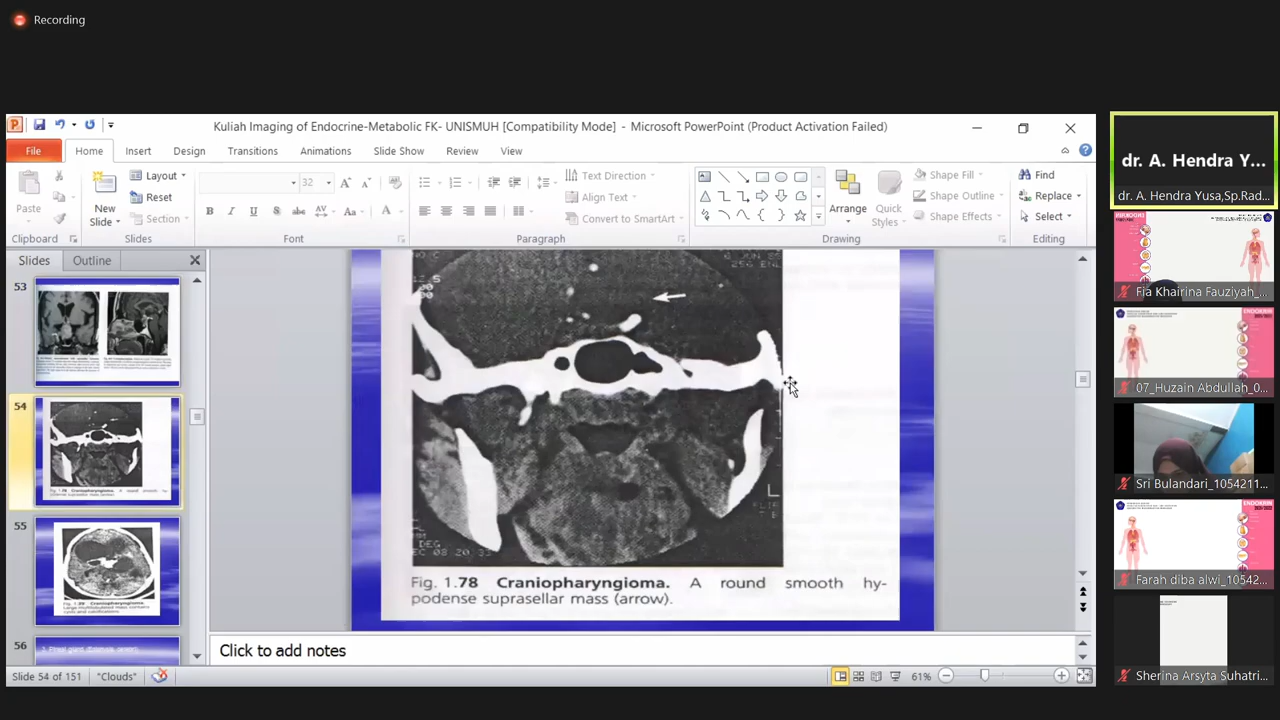 Recording
Kuliah Imaging of Endocrine-Metabolic FK- UNISMUH [Compatibility Mode] - Microsoft PowerPoint (Product Activation Failed)
File Home Insert Design Transitions Animations Slide Show Review View
Paste
Clipboard
New Slide
Layout
Reset
Section
Slides
32
B I U S abc AV Aa A
Font
Text Direction
Align Text
Convert to SmartArt
Paragraph
Arrange
Quick Styles
Shape Fill
Shape Outline
Shape Effects
Drawing
Find
Replace
Select
Editing
Slides Outline
53
54
55
56
Fig. 1.78 Craniopharyngioma. A round smooth hy-
podense suprasellar mass (arrow).
L
Click to add notes
Slide 54 of 151 "Clouds" 61%
dr. A. Hendra Y...
dr. A. Hendra Yusa,Sp.Rad...
Fia Khairina Fauziyah_...
07_Huzain Abdullah_0...
Sri Bulandari_1054211...
Farah diba alwi_10542...
Sherina Arsyta Suhatri...